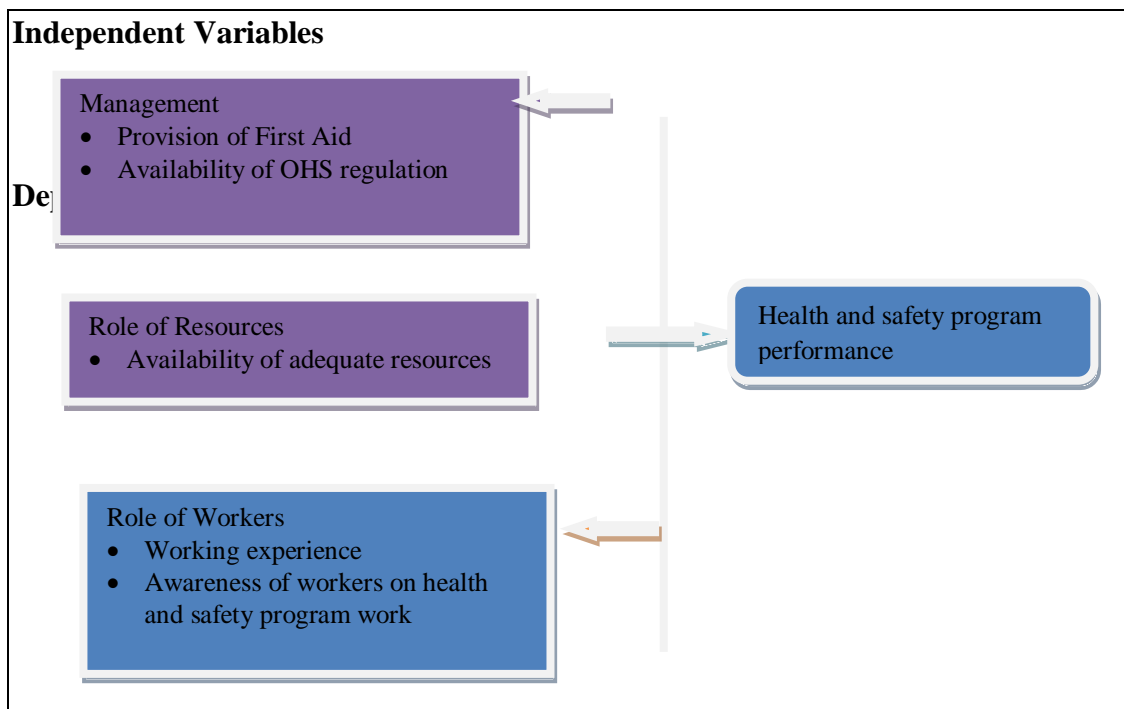 Independent Variables
Management
• Provision of First Aid
• Availability of OHS regulation
De
Role of Resources
• Availability of adequate resources
Health and safety program
performance
Role of Workers
• Working experience
• Awareness of workers on health
and safety program work